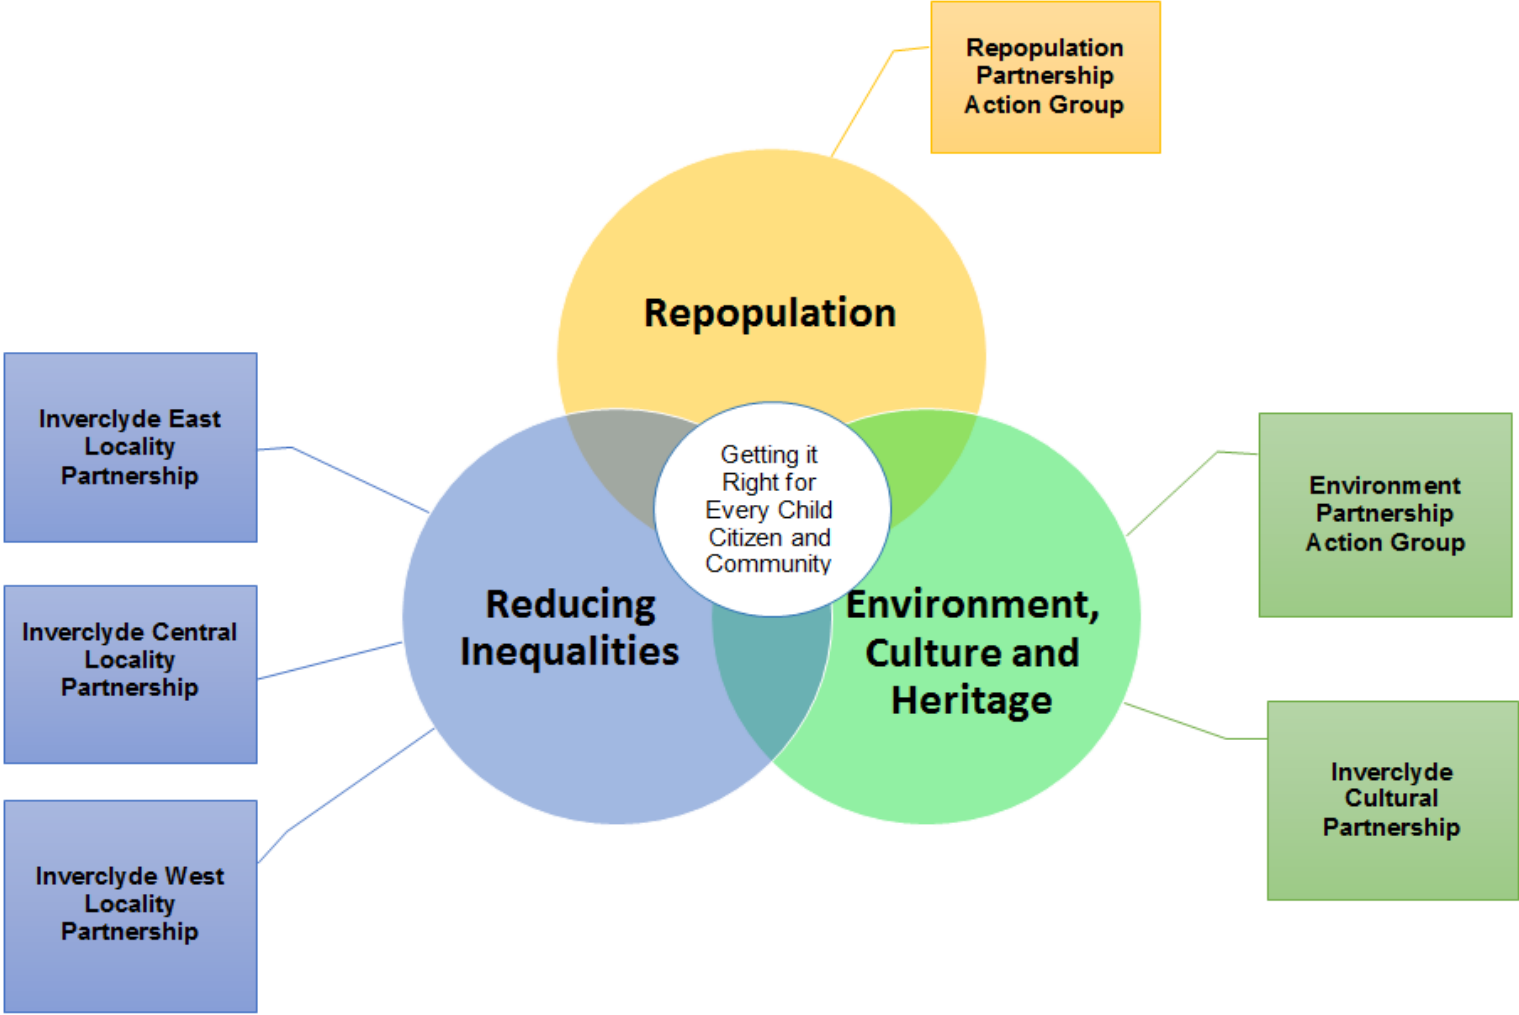 Repopulation
Partnership
Action Group
Repopulation
Inverclyde East
Locality
Partnership
Getting it
Right for
Every Child
Citizen and
Community
Environment
Partnership
Action Group
Reducing
Inequalities
Environment,
Culture and
Heritage
Inverclyde Central
Locality
Partnership
Inverclyde
Cultural
Partnership
Inverclyde West
Locality
Partnership